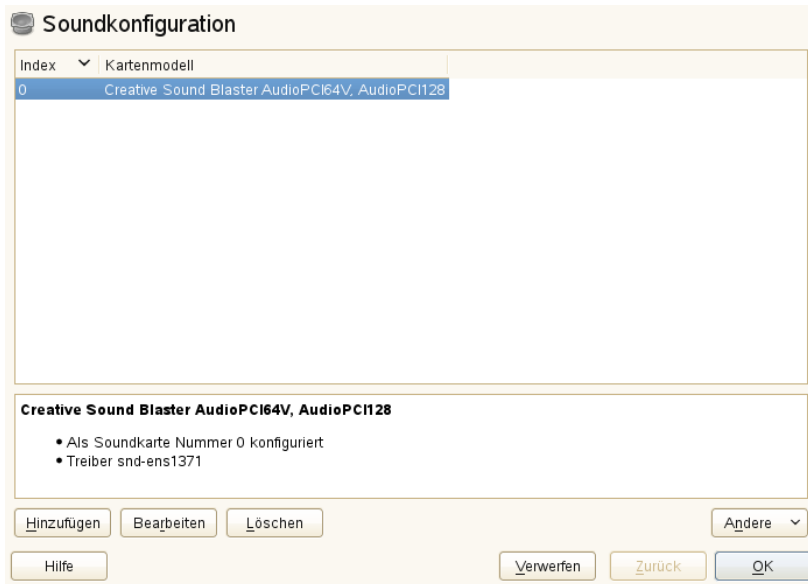 Soundkonfiguration
Index Kartenmodell
0 Creative Sound Blaster AudioPCI64V, AudioPCI128
Creative Sound Blaster AudioPCI64V, AudioPCI128
• Als Soundkarte Nummer 0 konfiguriert
• Treiber snd-ens1371
Hinzufügen Bearbeiten Löschen Andere
Hilfe Verwerfen Zurück OK